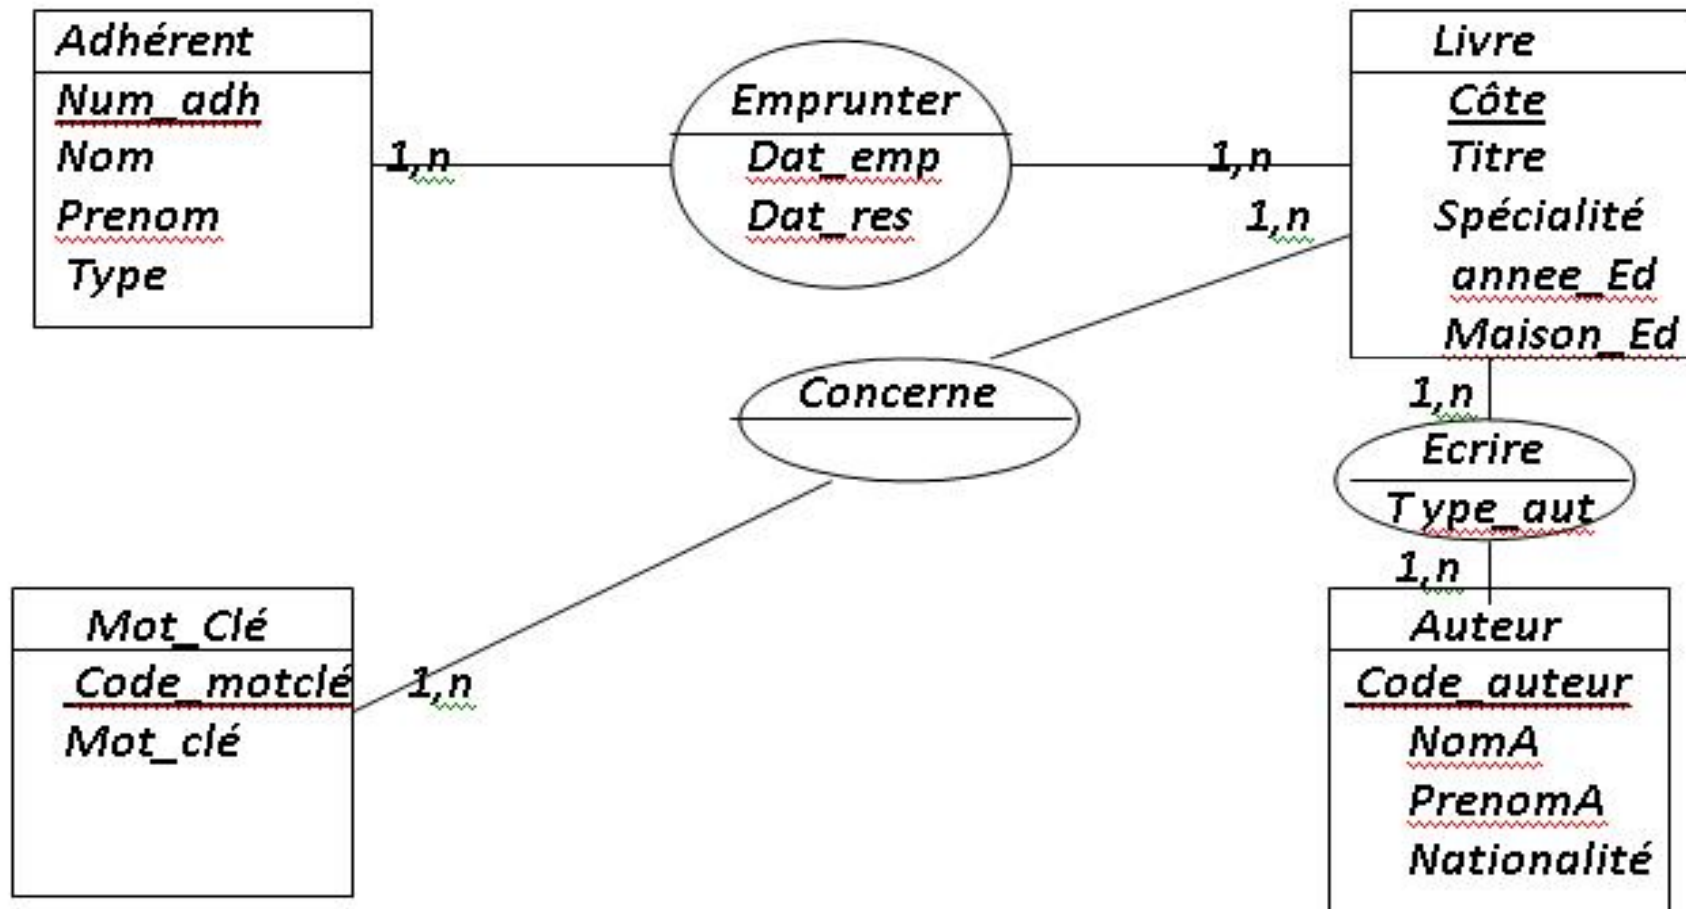 Adhérent
Num_adh
Nom
Prenom
Type
1,n
Emprunter
Dat_emp
Dat_res
1,n
1,n
Livre
Côte
Titre
Spécialité
annee_Ed
Maison_Ed
Concerne
1,n
Ecrire
Type_aut
1,n
Mot_Clé
Code_motclé
Mot_clé
1,n
Auteur
Code_auteur
NomA
PrenomA
Nationalité